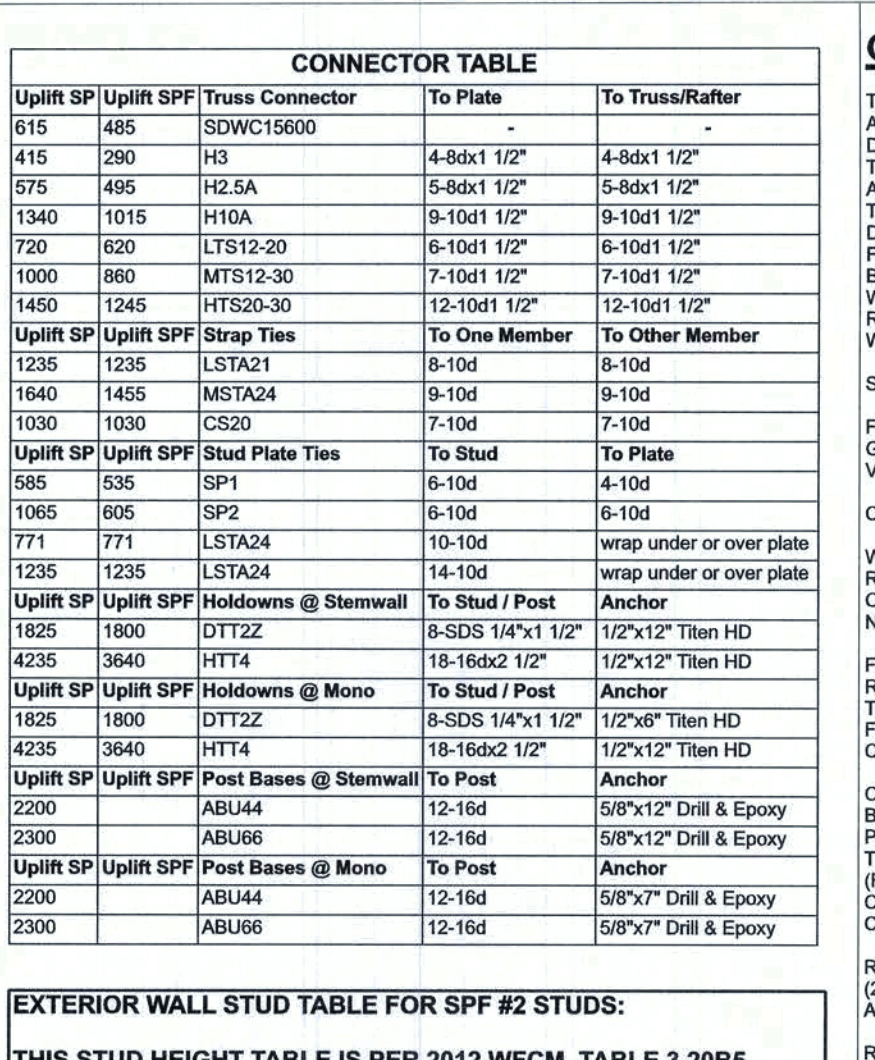 CONNECTOR TABLE
Uplift SP Uplift SPF Truss Connector To Plate To Truss/Rafter
615 485 SDWC15600 - -
415 290 H3 4-8dx1 1/2" 4-8dx1 1/2"
575 495 H2.5A 5-8dx1 1/2" 5-8dx1 1/2"
1340 1015 H10A 9-10d1 1/2" 9-10d1 1/2"
720 620 LTS12-20 6-10d1 1/2" 6-10d1 1/2"
1000 860 MTS12-30 7-10d1 1/2" 7-10d1 1/2"
1450 1245 HTS20-30 12-10d1 1/2" 12-10d1 1/2"
Uplift SP Uplift SPF Strap Ties To One Member To Other Member
1235 1235 LSTA21 8-10d 8-10d
1640 1455 MSTA24 9-10d 9-10d
1030 1030 CS20 7-10d 7-10d
Uplift SP Uplift SPF Stud Plate Ties To Stud To Plate
585 535 SP1 6-10d 4-10d
1065 605 SP2 6-10d 6-10d
771 771 LSTA24 10-10d wrap under or over plate
1235 1235 LSTA24 14-10d wrap under or over plate
Uplift SP Uplift SPF Holdowns @ Stemwall To Stud / Post Anchor
1825 1800 DTT2Z 8-SDS 1/4"x1 1/2" 1/2"x12" Titen HD
4235 3640 HTT4 18-16dx2 1/2" 1/2"x12" Titen HD
Uplift SP Uplift SPF Holdowns @ Mono To Stud / Post Anchor
1825 1800 DTT2Z 8-SDS 1/4"x1 1/2" 1/2"x6" Titen HD
4235 3640 HTT4 18-16dx2 1/2" 1/2"x12" Titen HD
Uplift SP Uplift SPF Post Bases @ Stemwall To Post Anchor
2200 ABU44 12-16d 5/8"x12" Drill & Epoxy
2300 ABU66 12-16d 5/8"x12" Drill & Epoxy
Uplift SP Uplift SPF Post Bases @ Mono To Post Anchor
2200 ABU44 12-16d 5/8"x7" Drill & Epoxy
2300 ABU66 12-16d 5/8"x7" Drill & Epoxy
EXTERIOR WALL STUD TABLE FOR SPF #2 STUDS:
THIS STUD HEIGHT TABLE IS PER 2012 WFCM, TABLE 3.20B5